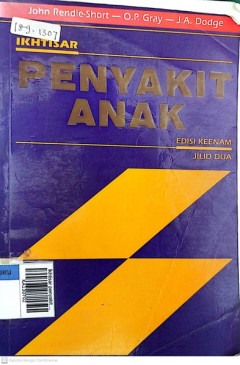 John Rendle-Short — O.P. Gray — J.A. Dodge
IKHTISAR
PENYAKIT
ANAK
EDISI KEENAM
JILID DUA